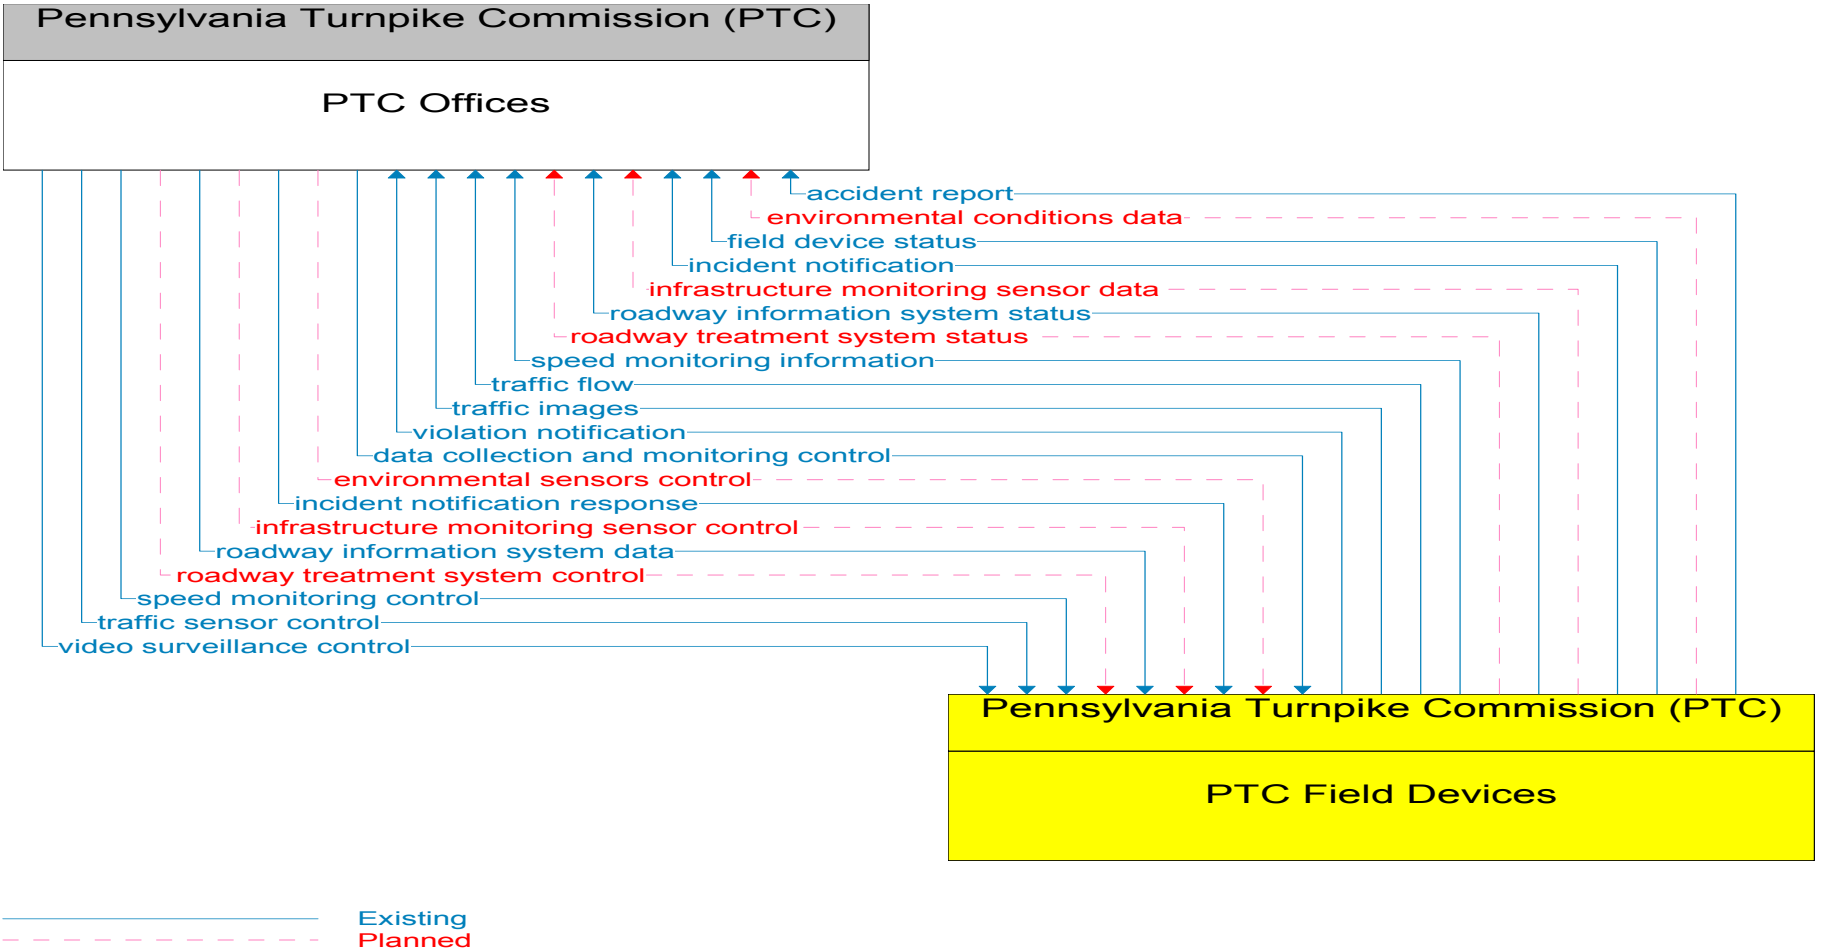 Pennsylvania Turnpike Commission (PTC)
PTC Offices
accident report
environmental conditions data
field device status
incident notification
infrastructure monitoring sensor data
roadway information system status
roadway treatment system status
speed monitoring information
traffic flow
traffic images
violation notification
data collection and monitoring control
environmental sensors control
incident notification response
infrastructure monitoring sensor control
roadway information system data
roadway treatment system control
speed monitoring control
traffic sensor control
video surveillance control
Pennsylvania Turnpike Commission (PTC)
PTC Field Devices
Existing
Planned